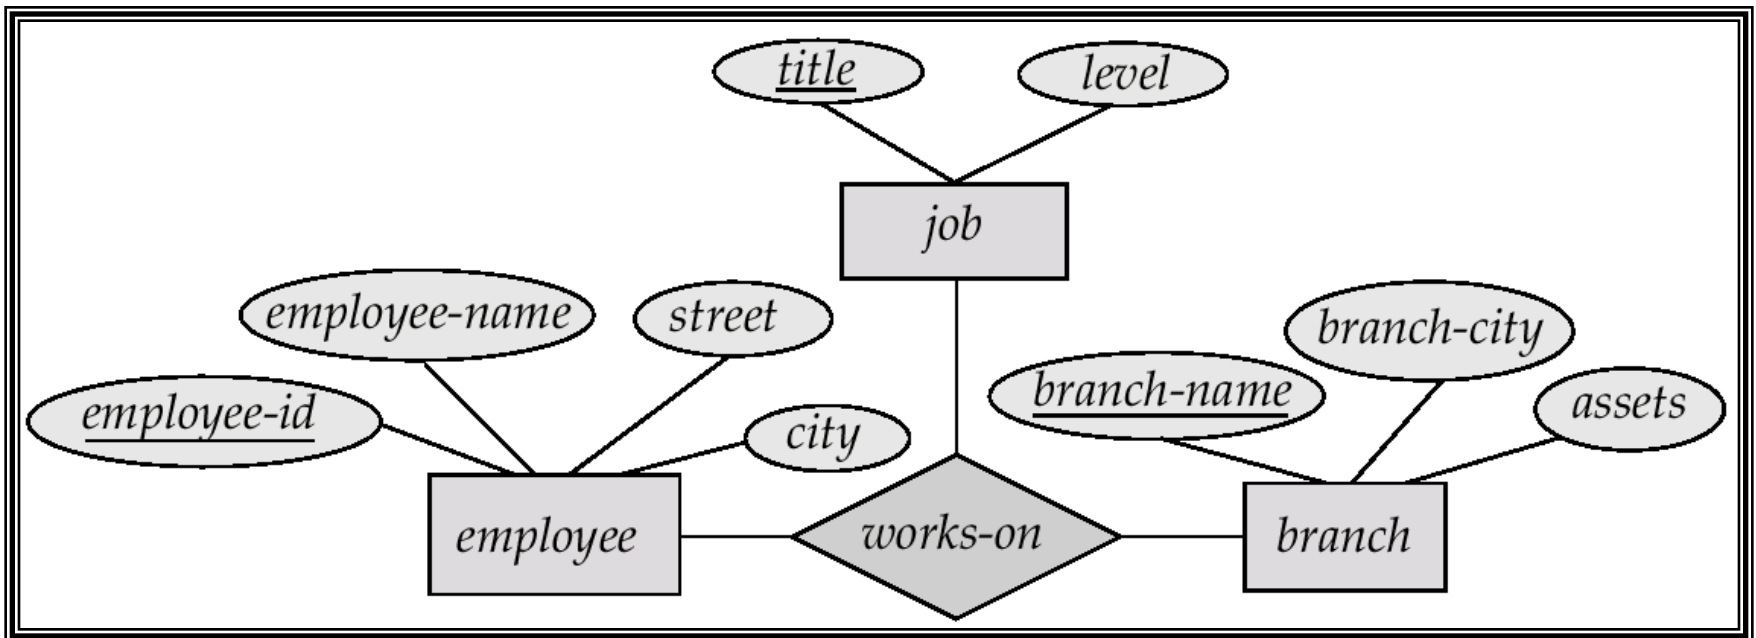 title
level
job
employee-name
street
branch-city
employee-id
city
branch-name
assets
employee
works-on
branch